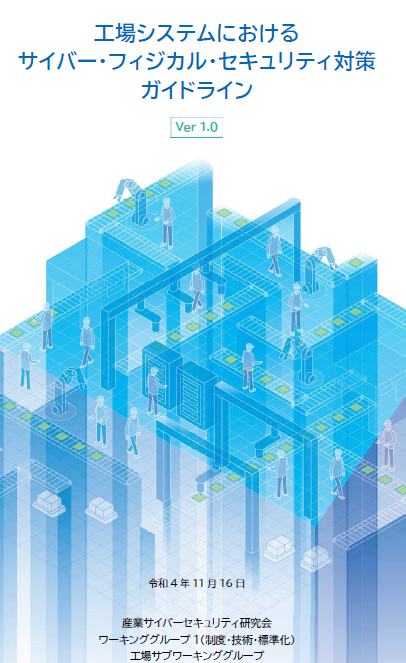 工場システムにおける
サイバー・フィジカル・セキュリティ対策
ガイドライン
Ver 1.0
令和4年11月16日
産業サイバーセキュリティ研究会
ワーキンググループ1(制度・技術・標準化)
工場サブワーキンググループ